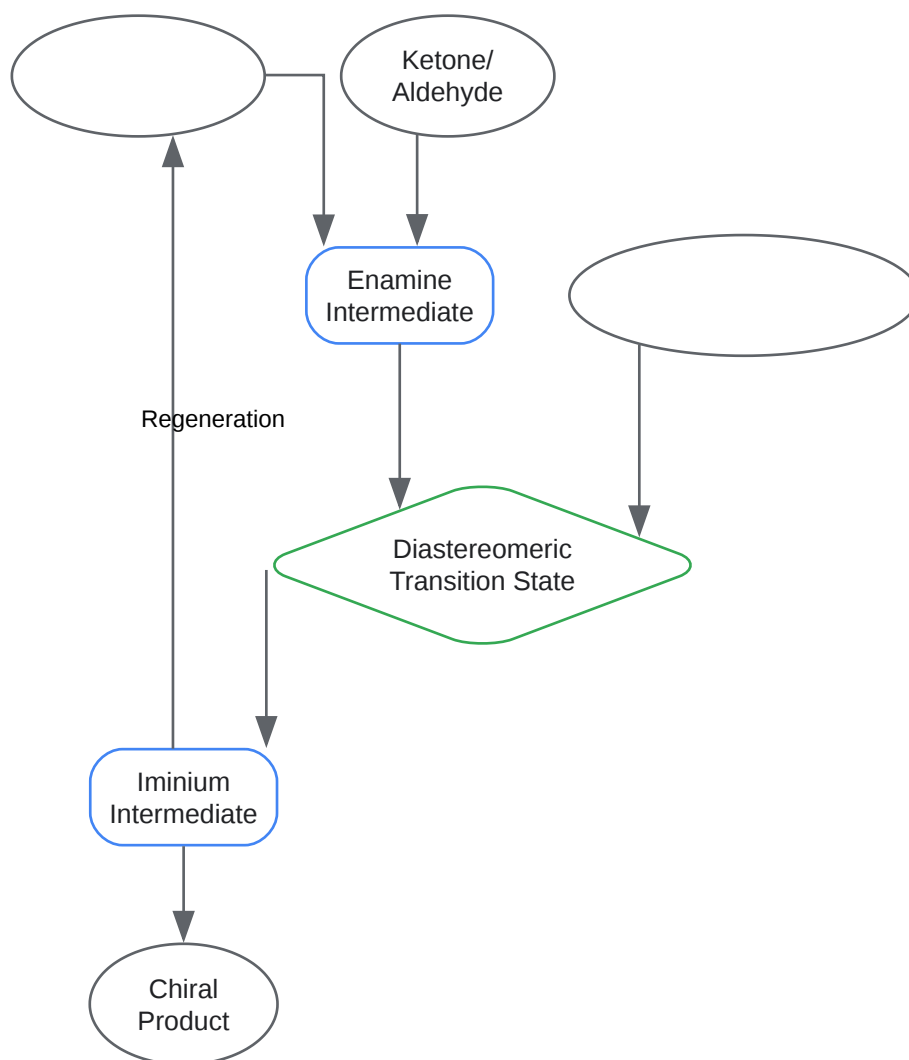 Ketone/
Aldehyde
Enamine
Intermediate
Regeneration
Diastereomeric
Transition State
Iminium
Intermediate
Chiral
Product